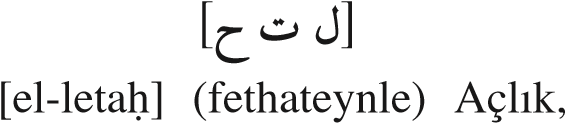 [ل ت ح]
[el-letaḥ] (fethateynle) Açlık,